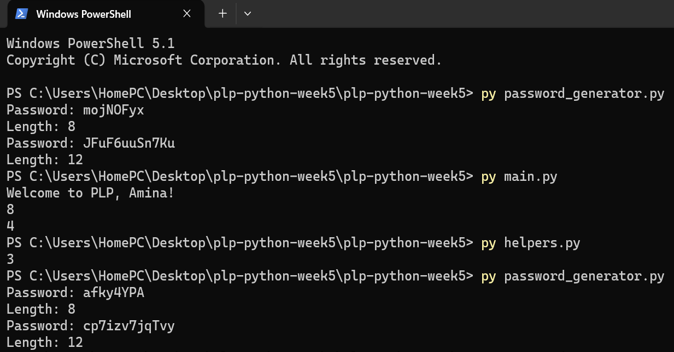 Windows PowerShell
Windows PowerShell 5.1
Copyright (C) Microsoft Corporation. All rights reserved.
PS C:\Users\HomePC\Desktop\plp-python-week5\plp-python-week5> py password_generator.py
Password: mojNOFyx
Length: 8
Password: JFuF6uuSn7Ku
Length: 12
PS C:\Users\HomePC\Desktop\plp-python-week5\plp-python-week5> py main.py
Welcome to PLP, Amina!
8
4
PS C:\Users\HomePC\Desktop\plp-python-week5\plp-python-week5> py helpers.py
3
PS C:\Users\HomePC\Desktop\plp-python-week5\plp-python-week5> py password_generator.py
Password: afky4YPA
Length: 8
Password: cp7izv7jqTvy
Length: 12